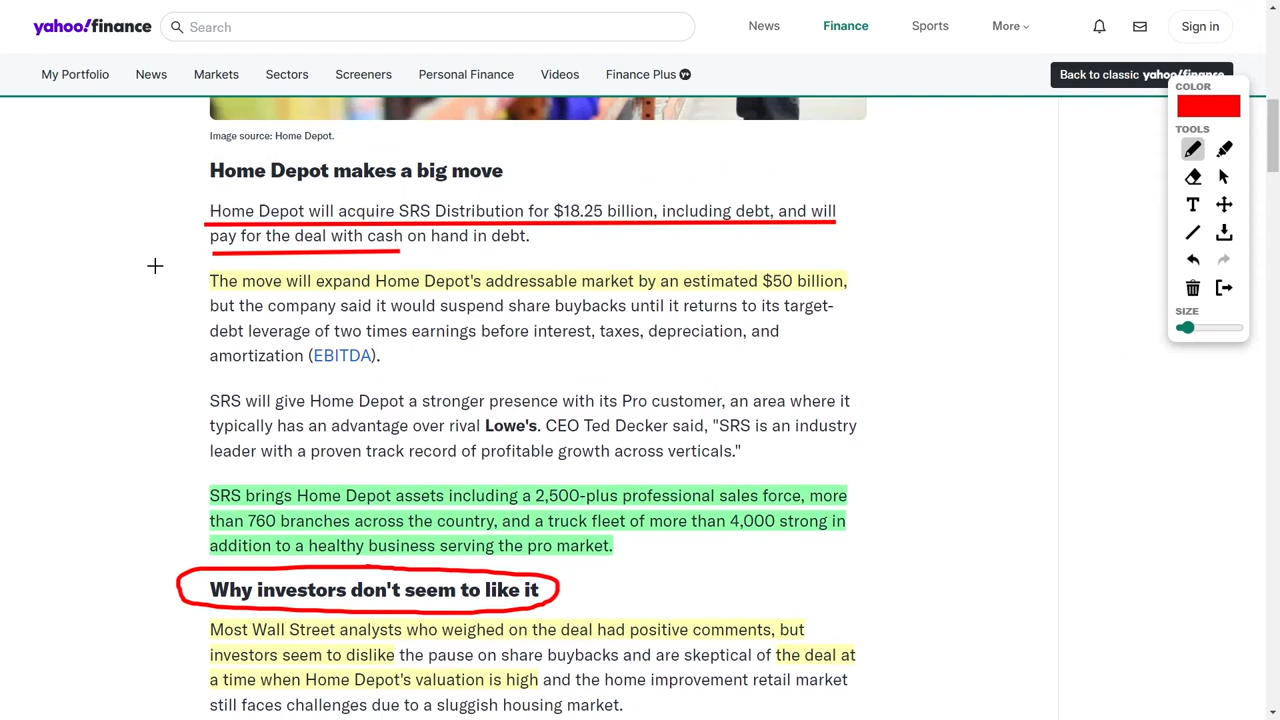 yahoo!finance
Search
News
Finance
Sports
More
Sign in
My Portfolio
News
Markets
Sectors
Screeners
Personal Finance
Videos
Finance Plus
Back to classic yahoo!finance
COLOR
TOOLS
T
SIZE
Image source: Home Depot.
Home Depot makes a big move
Home Depot will acquire SRS Distribution for $18.25 billion, including debt, and will
pay for the deal with cash on hand in debt.
The move will expand Home Depot's addressable market by an estimated $50 billion,
but the company said it would suspend share buybacks until it returns to its target-
debt leverage of two times earnings before interest, taxes, depreciation, and
amortization (EBITDA).
SRS will give Home Depot a stronger presence with its Pro customer, an area where it
typically has an advantage over rival Lowe's. CEO Ted Decker said, "SRS is an industry
leader with a proven track record of profitable growth across verticals."
SRS brings Home Depot assets including a 2,500-plus professional sales force, more
than 760 branches across the country, and a truck fleet of more than 4,000 strong in
addition to a healthy business serving the pro market.
Why investors don't seem to like it
Most Wall Street analysts who weighed on the deal had positive comments, but
investors seem to dislike the pause on share buybacks and are skeptical of the deal at
a time when Home Depot's valuation is high and the home improvement retail market
still faces challenges due to a sluggish housing market.